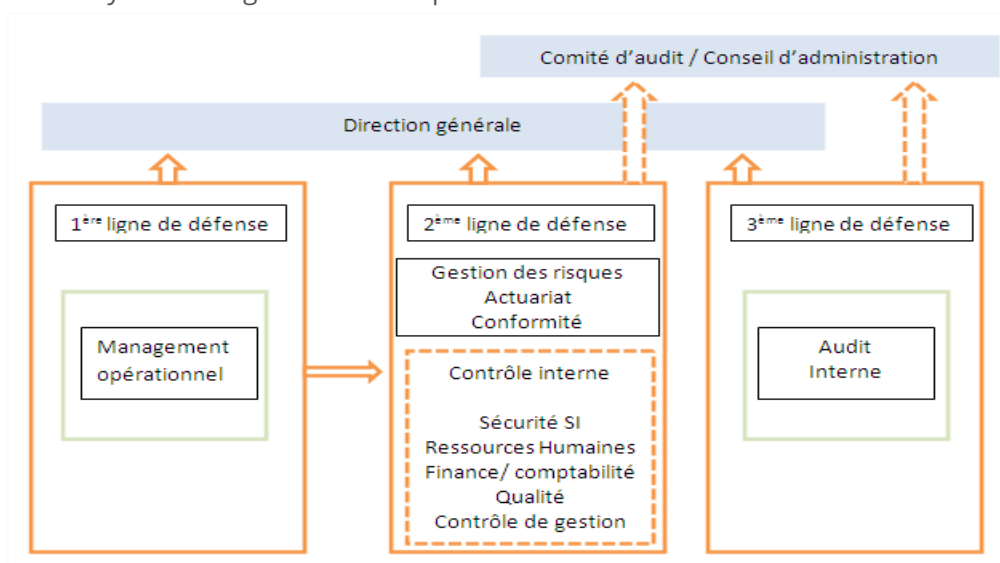 Comité d'audit / Conseil d'administration
Direction générale
1ère ligne de défense
Management
opérationnel
2ème ligne de défense
Gestion des risques
Actuariat
Conformité
Contrôle interne
Sécurité SI
Ressources Humaines
Finance/ comptabilité
Qualité
Contrôle de gestion
3ème ligne de défense
Audit
Interne